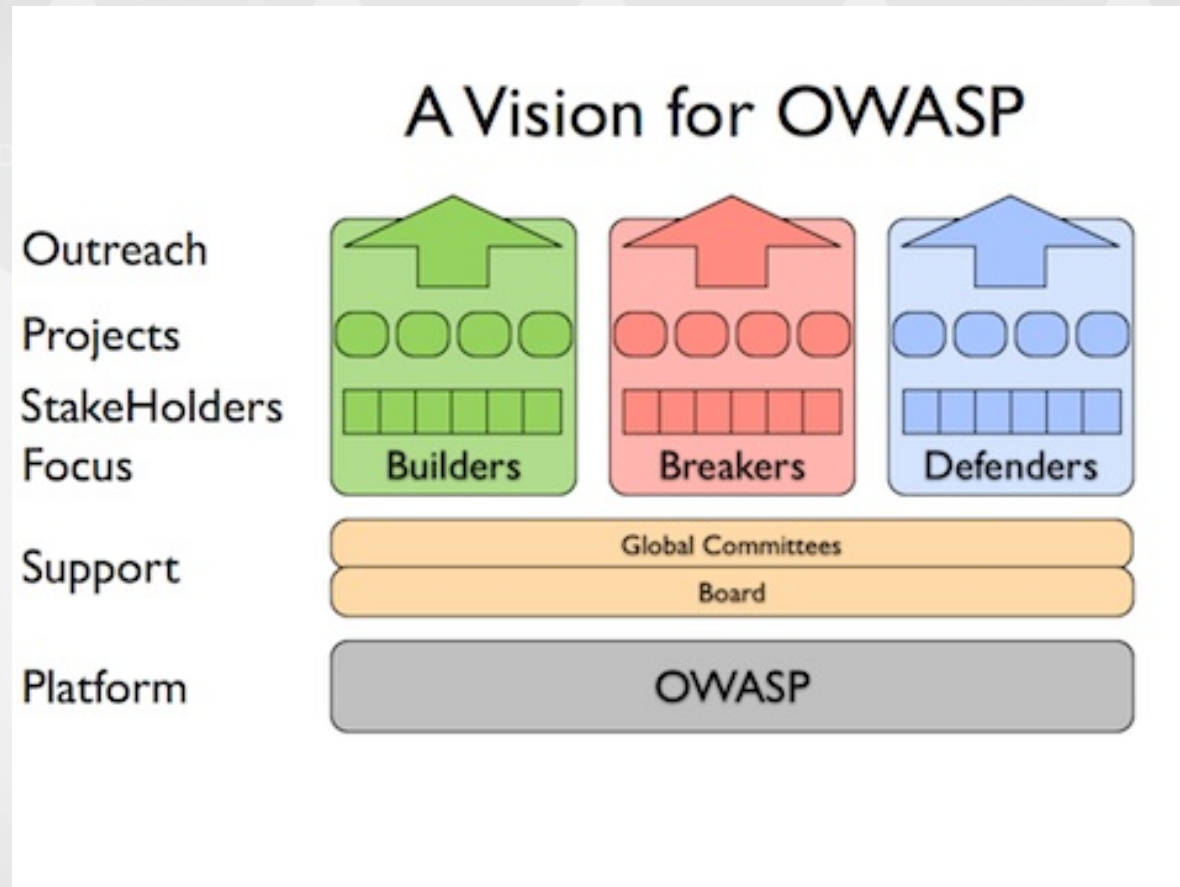 A Vision for OWASP
Outreach
Projects
StakeHolders
Focus
Builders
Breakers
Defenders
Support
Global Committees
Board
Platform
OWASP